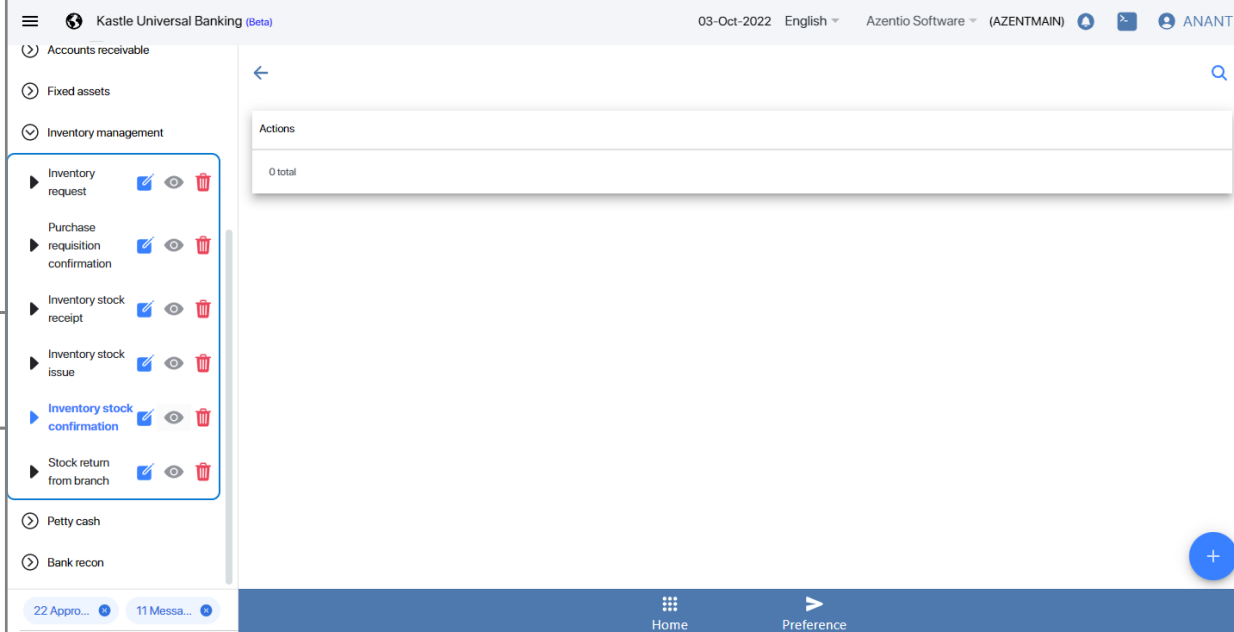 Kastle Universal Banking (Beta)
03-Oct-2022 English Azentio Software (AZENTMAIN) ANANT
Accounts receivable
Fixed assets
Inventory management
Inventory
request
Purchase
requisition
confirmation
Inventory stock
receipt
Inventory stock
issue
Inventory stock
confirmation
Stock return
from branch
Petty cash
Bank recon
22 Appro...
11 Messa...
Actions
0 total
Home
Preference